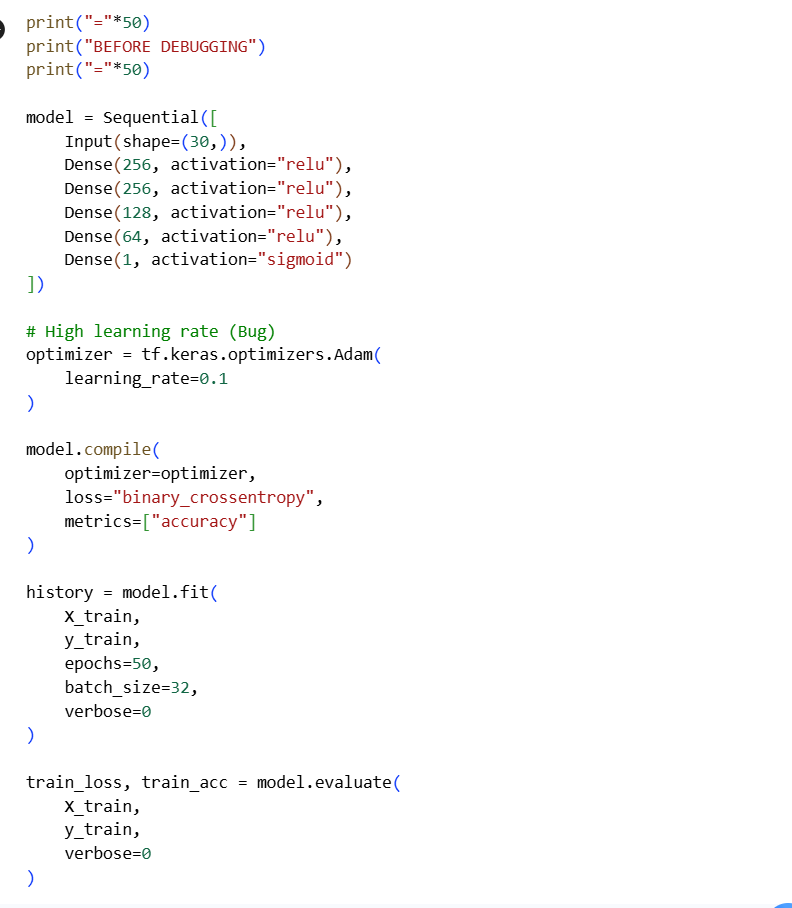 print("="*50)
print("BEFORE DEBUGGING")
print("="*50)

model = Sequential([
    Input(shape=(30,)),
    Dense(256, activation="relu"),
    Dense(256, activation="relu"),
    Dense(128, activation="relu"),
    Dense(64, activation="relu"),
    Dense(1, activation="sigmoid")
])

# High learning rate (Bug)
optimizer = tf.keras.optimizers.Adam(
    learning_rate=0.1
)

model.compile(
    optimizer=optimizer,
    loss="binary_crossentropy",
    metrics=["accuracy"]
)

history = model.fit(
    X_train,
    y_train,
    epochs=50,
    batch_size=32,
    verbose=0
)

train_loss, train_acc = model.evaluate(
    X_train,
    y_train,
    verbose=0
)